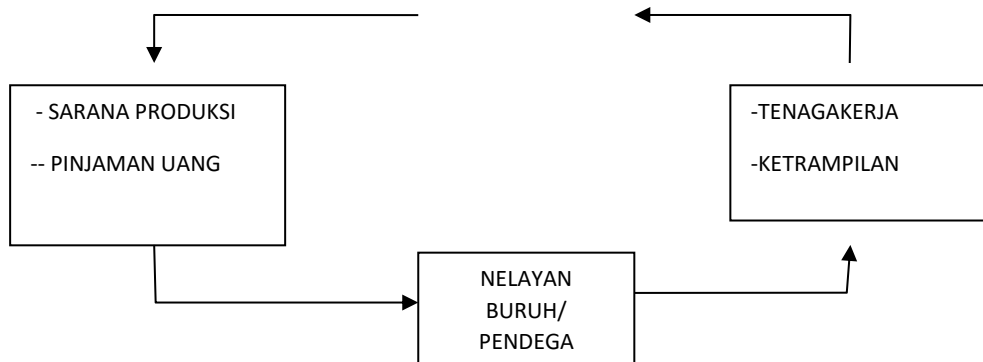 - SARANA PRODUKSI
-- PINJAMAN UANG
-TENAGAKERJA
-KETRAMPILAN
NELAYAN
BURUH/
PENDEGA